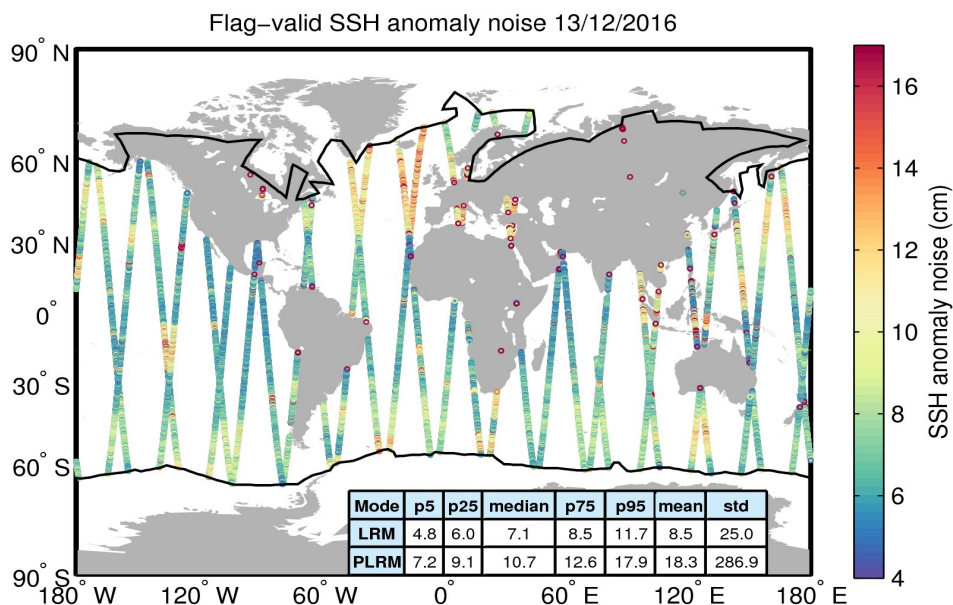 Flag−valid SSH anomaly noise 13/12/2016
90° N
60° N
30° N
0°
30° S
60° S
90° S
180° W
120° W
60° W
0°
60° E
120° E
180° E
16
14
12
10
8
6
4
SSH anomaly noise (cm)
Mode p5 p25 median p75 p95 mean std
LRM 4.8 6.0 7.1 8.5 11.7 8.5 25.0
PLRM 7.2 9.1 10.7 12.6 17.9 18.3 286.9